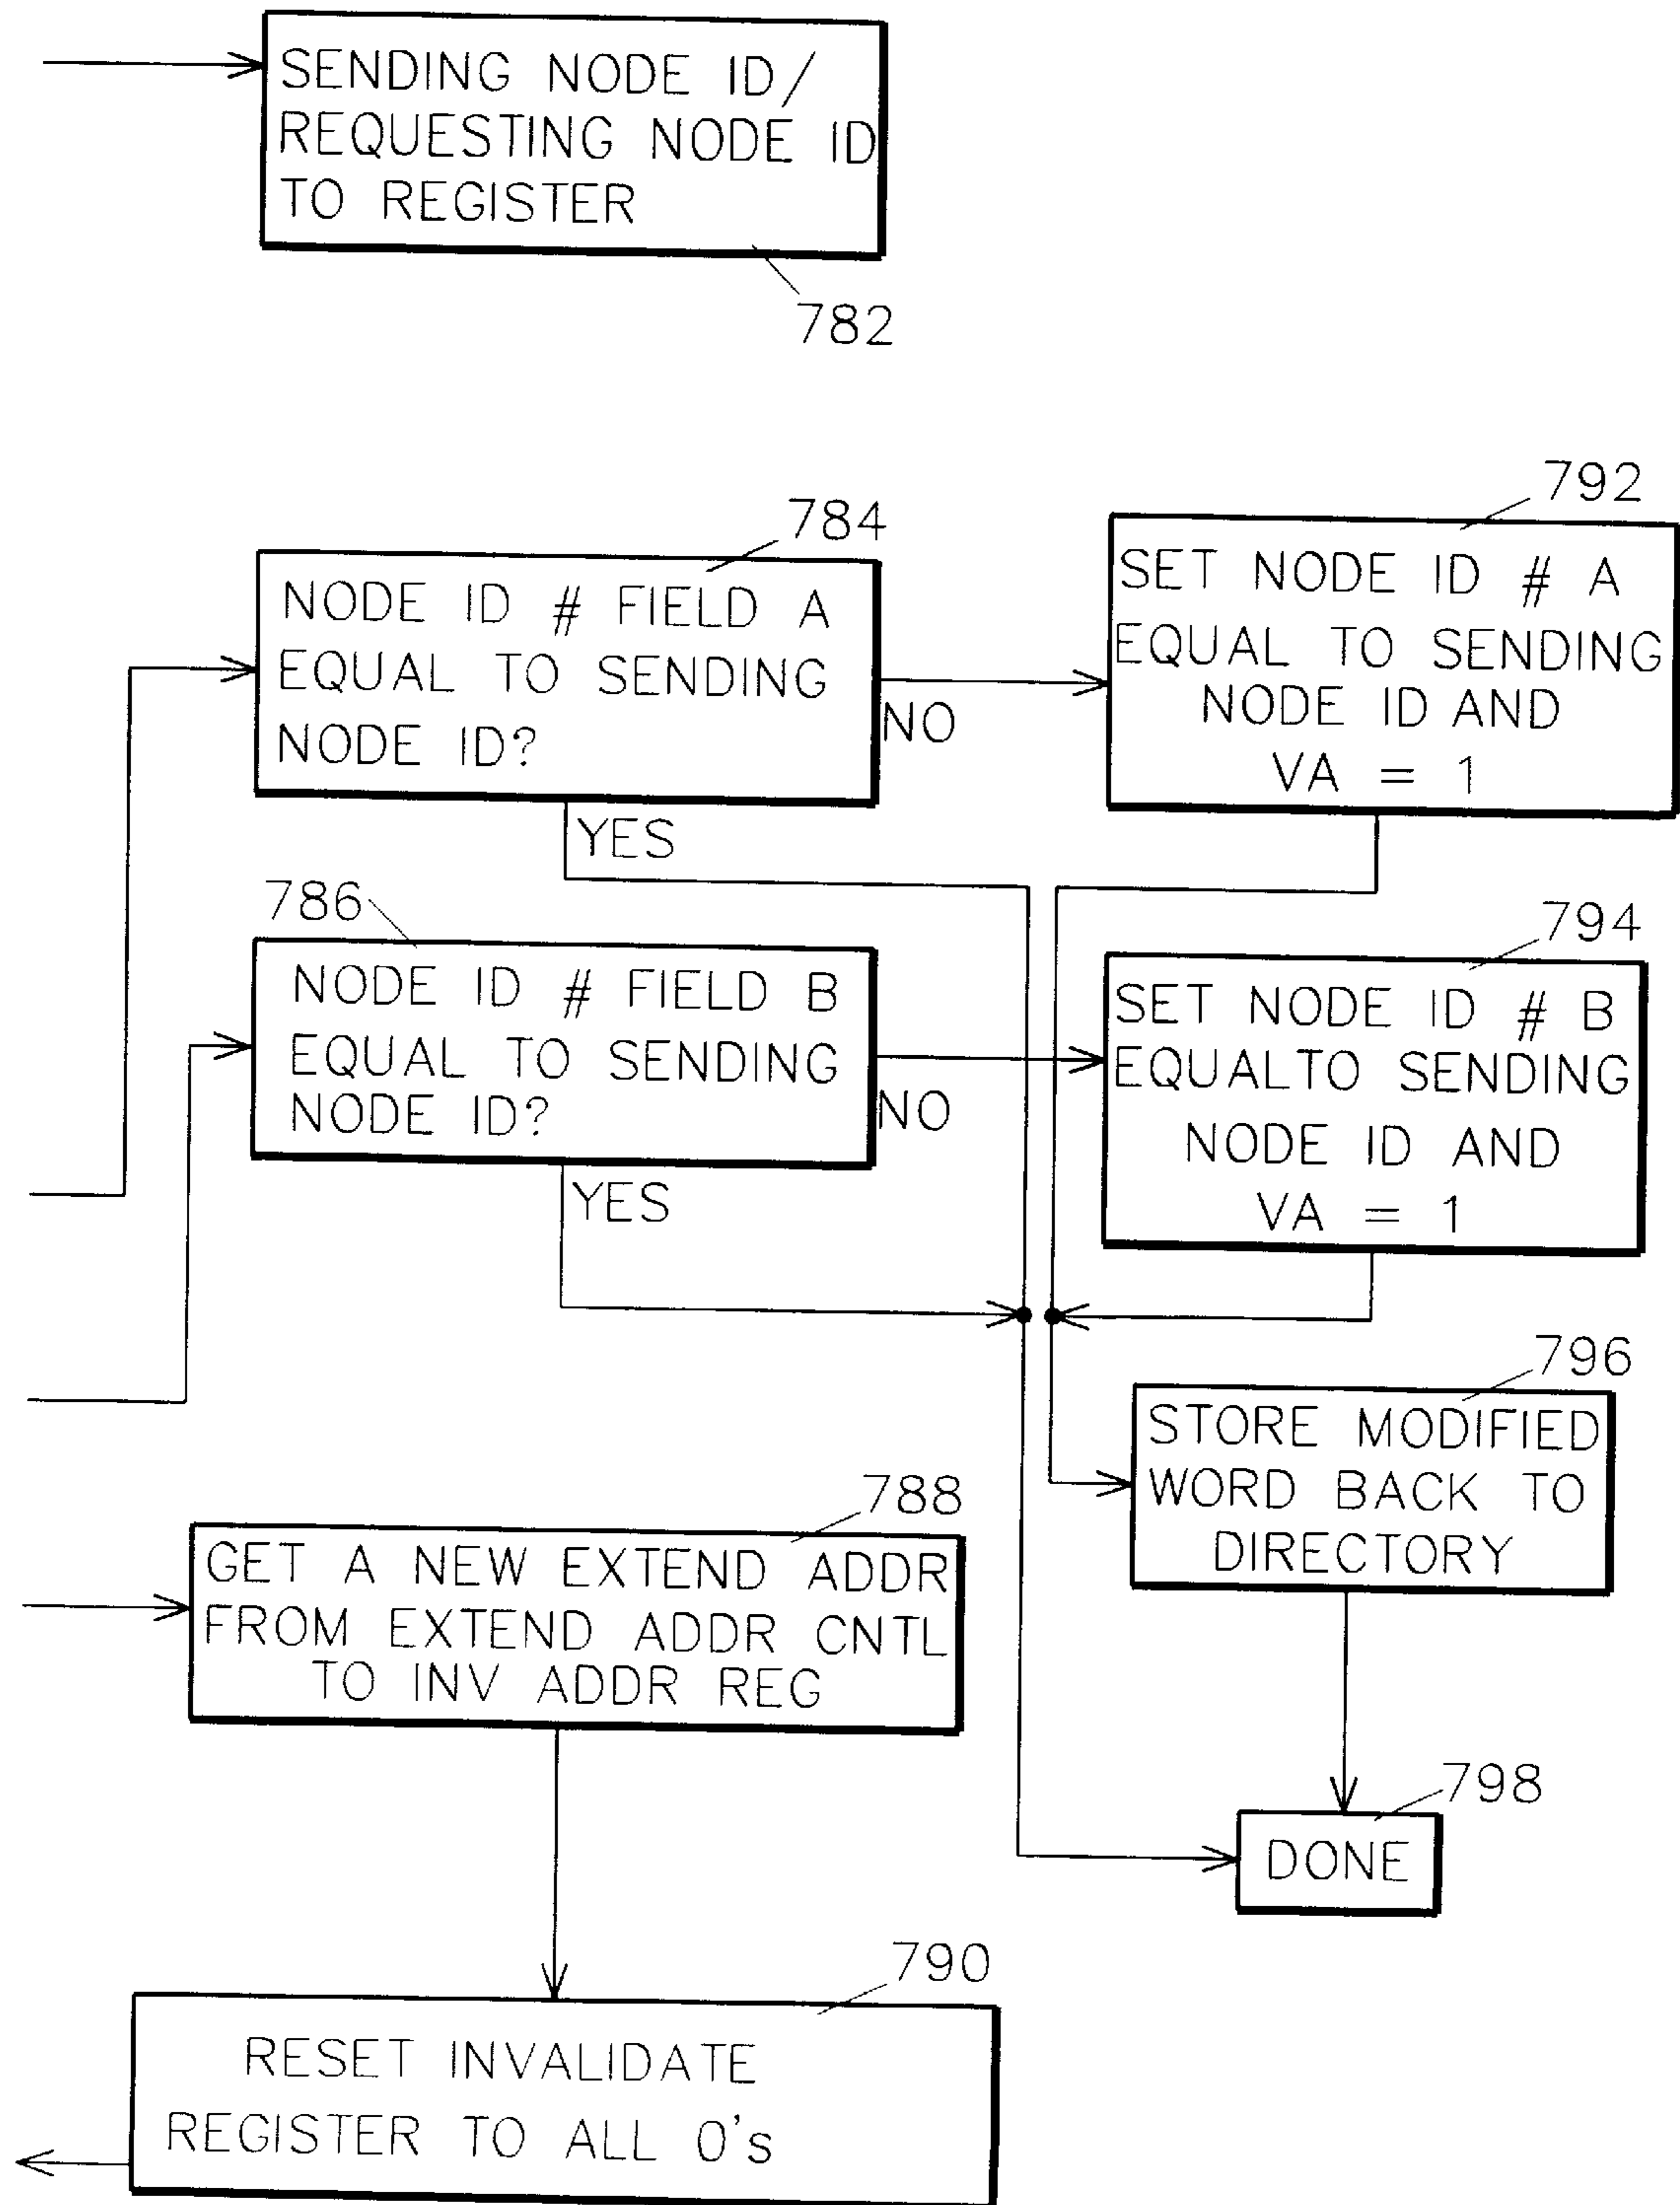 SENDING NODE ID/
REQUESTING NODE ID
TO REGISTER
782
784
NODE ID # FIELD A
EQUAL TO SENDING
NODE ID?
NO
YES
792
SET NODE ID # A
EQUAL TO SENDING
NODE ID AND
VA = 1
786
NODE ID # FIELD B
EQUAL TO SENDING
NODE ID?
NO
YES
794
SET NODE ID # B
EQUALTO SENDING
NODE ID AND
VA = 1
796
STORE MODIFIED
WORD BACK TO
DIRECTORY
788
GET A NEW EXTEND ADDR
FROM EXTEND ADDR CNTL
TO INV ADDR REG
798
DONE
790
RESET INVALIDATE
REGISTER TO ALL 0's